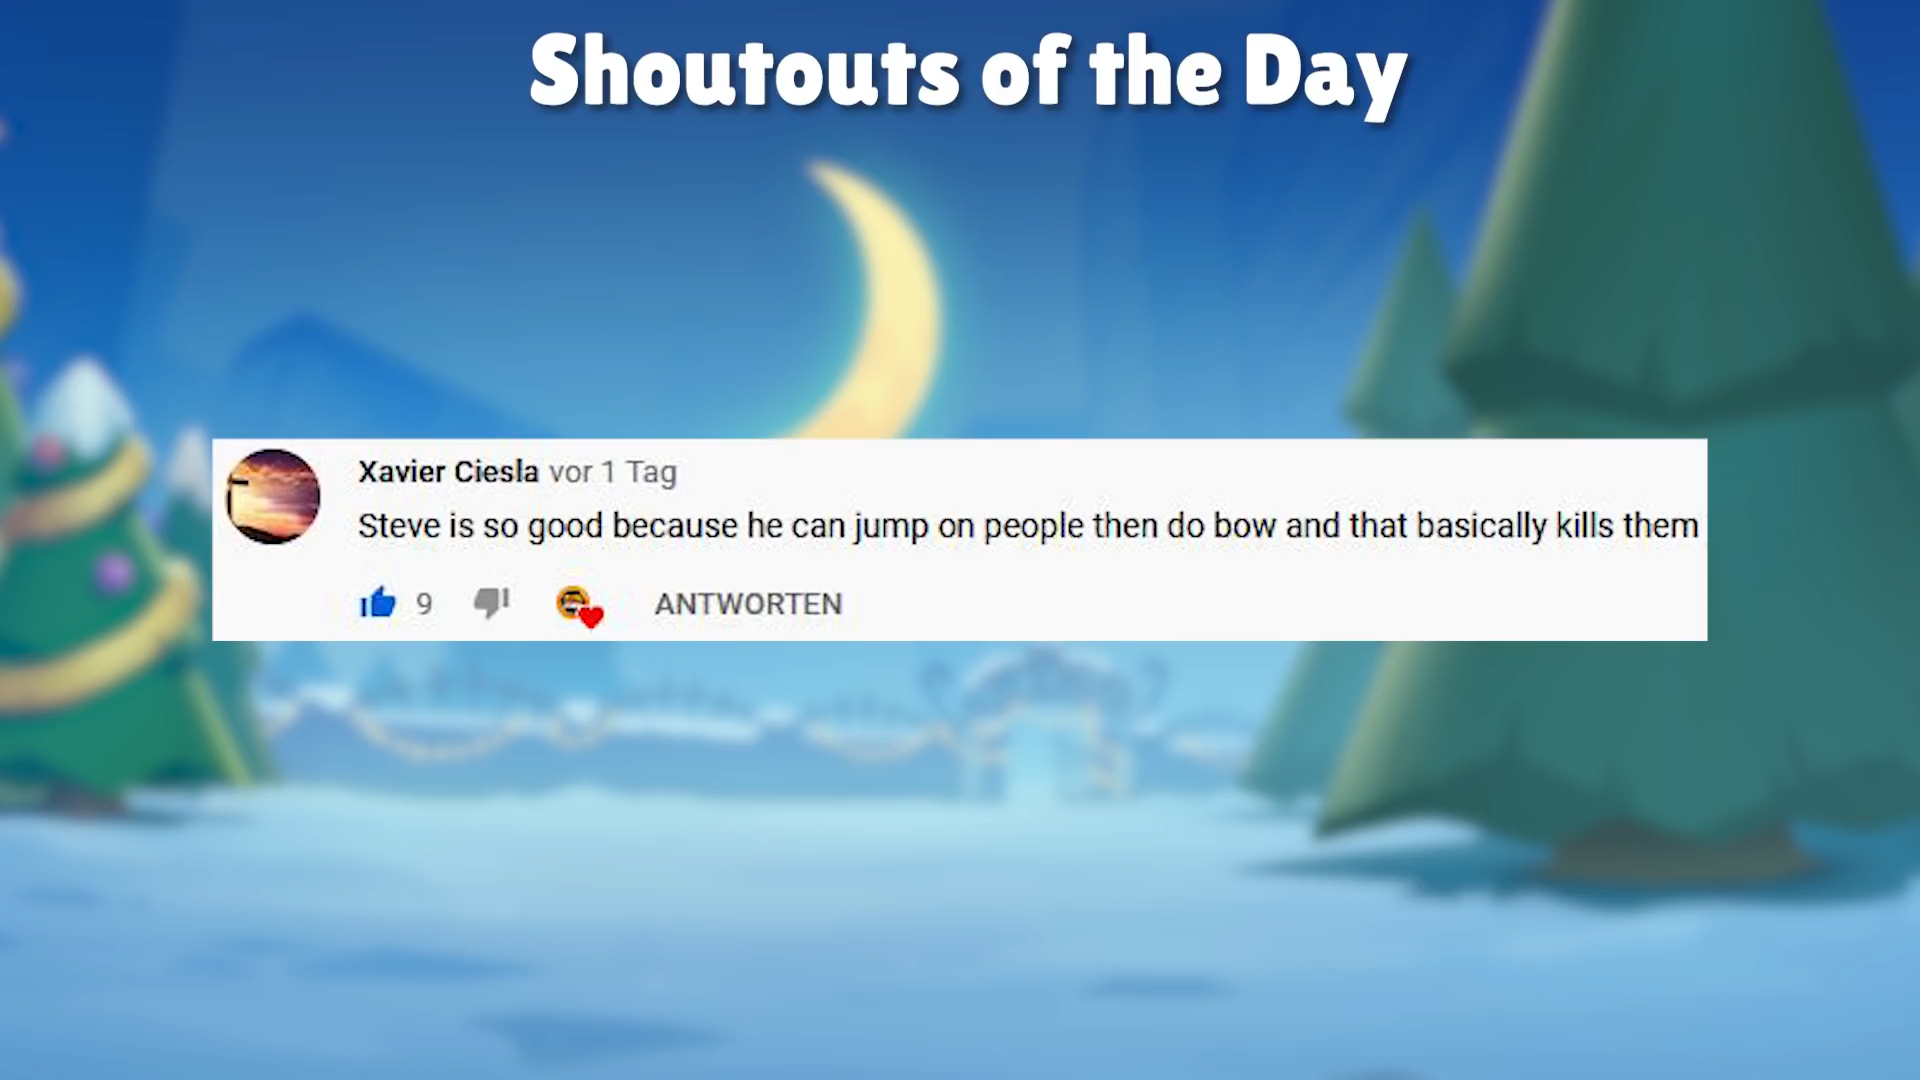 Shoutouts of the Day
Xavier Ciesla vor 1 Tag
Steve is so good because he can jump on people then do bow and that basically kills them
9
ANTWORTEN